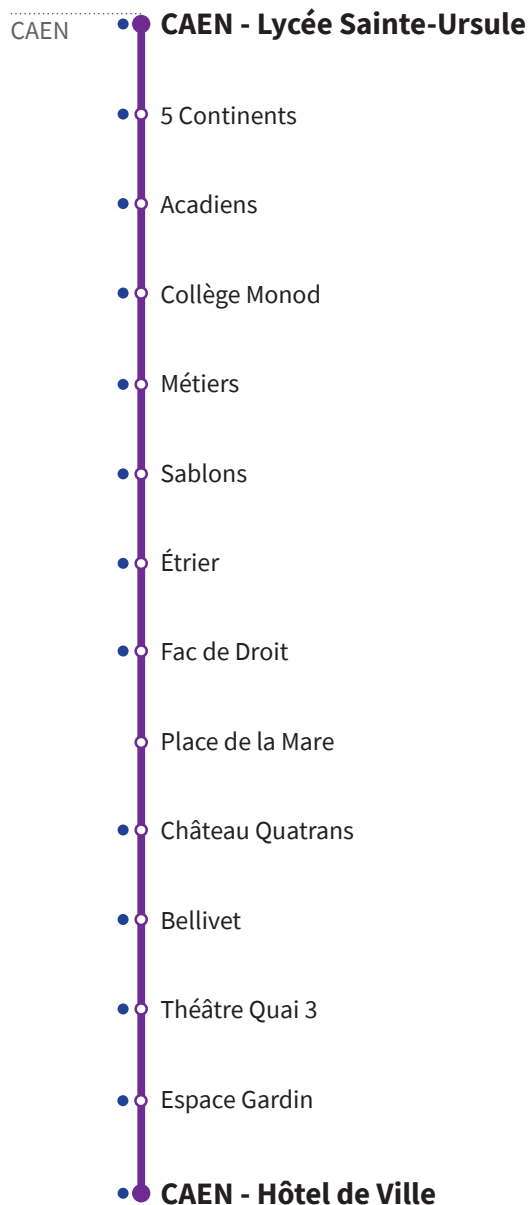 CAEN
CAEN - Lycée Sainte-Ursule
5 Continents
Acadiens
Collège Monod
Métiers
Sablons
Étrier
Fac de Droit
Place de la Mare
Château Quatrans
Bellivet
Théâtre Quai 3
Espace Gardin
CAEN - Hôtel de Ville